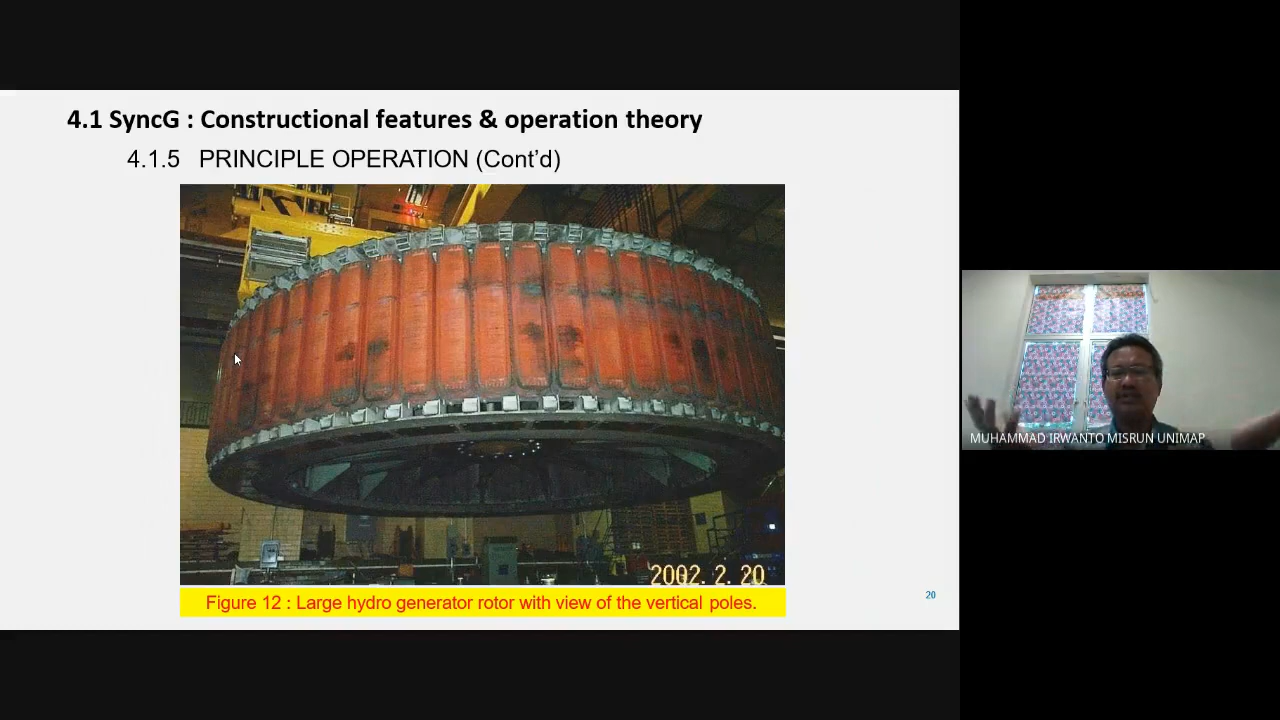 4.1 SyncG : Constructional features & operation theory
4.1.5 PRINCIPLE OPERATION (Cont’d)
2002. 2. 20
Figure 12 : Large hydro generator rotor with view of the vertical poles.
20
MUHAMMAD IRWANTO MISRUN UNIMAP